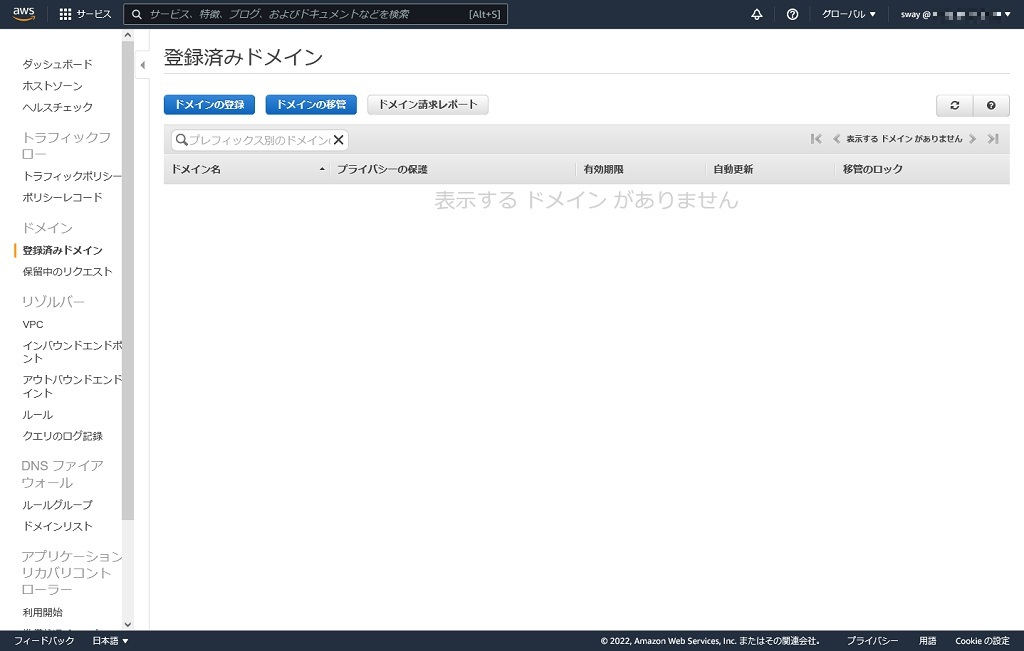 aws
サービス
サービス、特徴、ブログ、およびドキュメントなどを検索
[Alt+S]
グローバル ▼
sway @
ダッシュボード
ホストゾーン
ヘルスチェック
トラフィックフ
ロー
トラフィックポリシー
ポリシーレコード
ドメイン
登録済みドメイン
保留中のリクエスト
リゾルバー
VPC
インバウンドエンドポ
ント
アウトバウンドエンド
イント
ルール
クエリのログ記録
DNS ファイア
ウォール
ルールグループ
ドメインリスト
アプリケーション
リカバリコント
ローラー
利用開始
登録済みドメイン
ドメインの登録
ドメインの移管
ドメイン請求レポート
プレフィックス別のドメイン
表示する ドメイン がありません
ドメイン名
プライバシーの保護
有効期限
自動更新
移管のロック
表示する ドメイン がありません
フィードバック
日本語 ▼
© 2022, Amazon Web Services, Inc. またはその関連会社。
プライバシー
用語
Cookie の設定